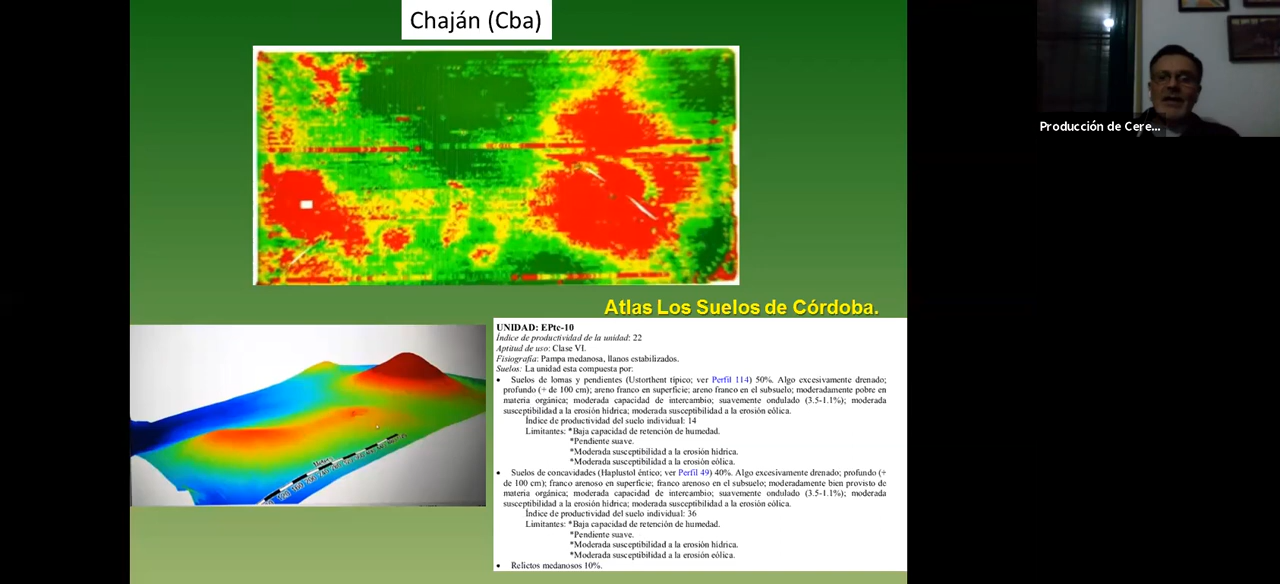 Chaján (Cba)
Producción de Cere...
Atlas Los Suelos de Córdoba.
UNIDAD: EPtc-10
Índice de productividad de la unidad: 22
Aptitud de uso: Clase VI.
Fisiografía: Pampa medanosa, llanos estabilizados.
Suelos: La unidad esta compuesta por:
• Suelos de lomas y pendientes (Ustorthent típico; ver Perfil 114) 50%. Algo excesivamente drenado;
profundo (+ de 100 cm); areno franco en superficie; areno franco en el subsuelo; moderadamente pobre en
materia orgánica; moderada capacidad de intercambio; suavemente ondulado (3.5-1.1%); moderada
susceptibilidad a la erosión hídrica; moderada susceptibilidad a la erosión eólica.
Índice de productividad del suelo individual: 14
Limitantes: *Baja capacidad de retención de humedad.
*Pendiente suave.
*Moderada susceptibilidad a la erosión hídrica.
*Moderada susceptibilidad a la erosión eólica.
• Suelos de concavidades (Haplustol éntico; ver Perfil 49) 40%. Algo excesivamente drenado; profundo (+
de 100 cm); franco arenoso en superficie; franco arenoso en el subsuelo; moderadamente bien provisto de
materia orgánica; moderada capacidad de intercambio; suavemente ondulado (3.5-1.1%); moderada
susceptibilidad a la erosión hídrica; moderada susceptibilidad a la erosión eólica.
Índice de productividad del suelo individual: 36
Limitantes: *Baja capacidad de retención de humedad.
*Pendiente suave.
*Moderada susceptibilidad a la erosión hídrica.
*Moderada susceptibilidad a la erosión eólica.
• Relictos medanosos 10%.